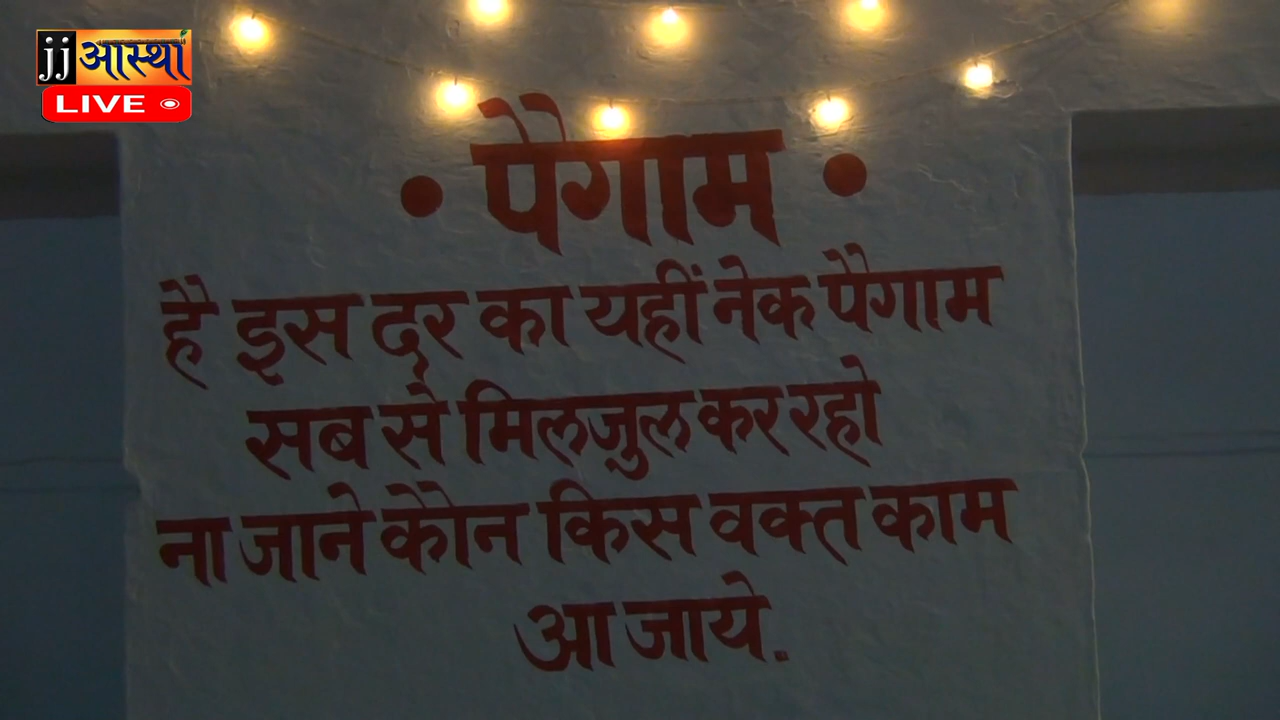 jj आस्था
LIVE
• पैगाम •
है इस दर का यहीं नेक पैगाम
सब से मिलजुल कर रहो
ना जाने कौन किस वक्त काम
आ जाये.